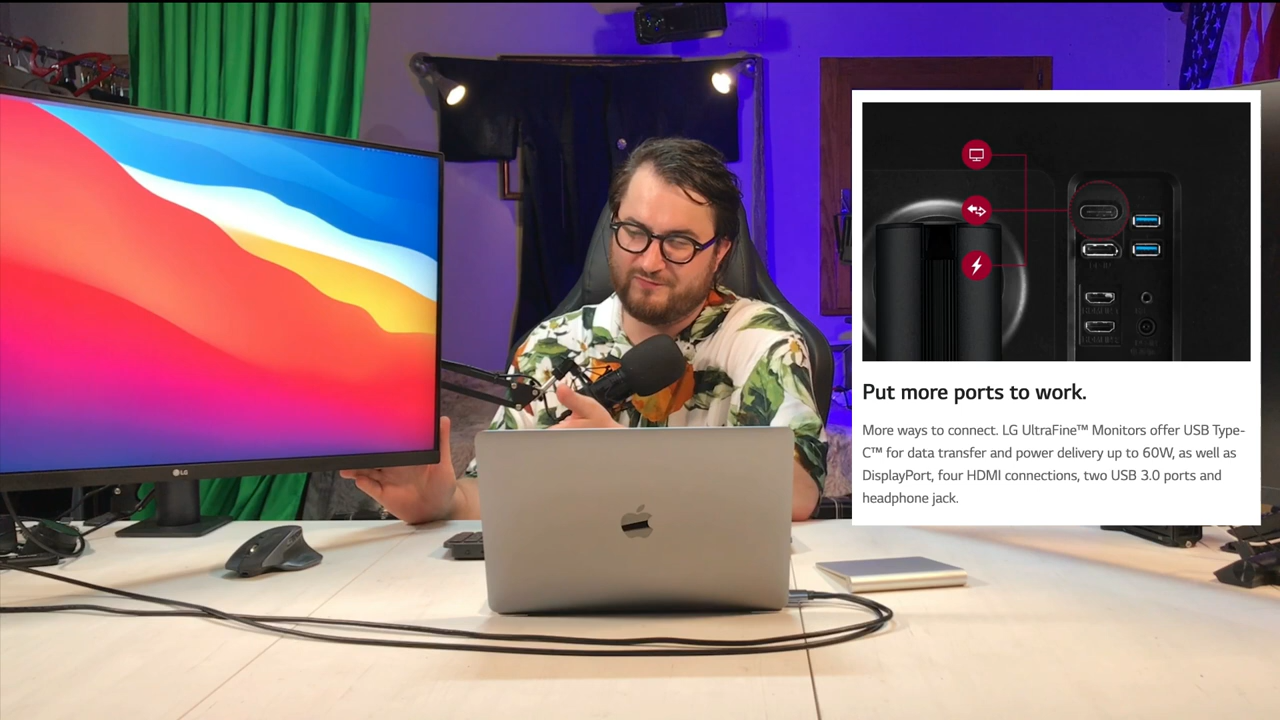 LG
Put more ports to work.
More ways to connect. LG UltraFine™ Monitors offer USB Type-
C™ for data transfer and power delivery up to 60W, as well as
DisplayPort, four HDMI connections, two USB 3.0 ports and
headphone jack.